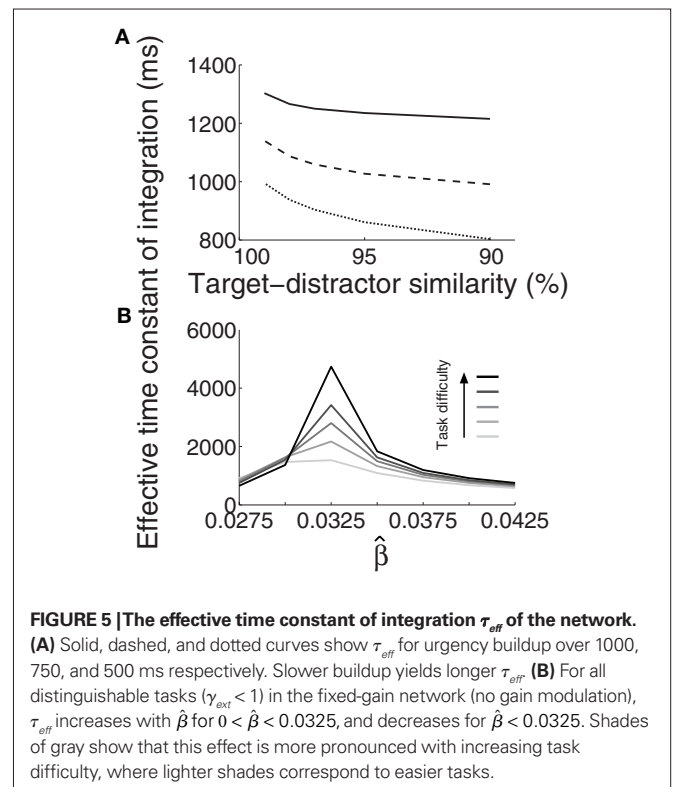 A
Effective time constant of integration (ms)
1400
1200
1000
800
100 95 90
Target–distractor similarity (%)
B
6000
4000
2000
0
Task difficulty
0.0275 0.0325 0.0375 0.0425
β̂
FIGURE 5 | The effective time constant of integration τeff of the network.
(A) Solid, dashed, and dotted curves show τeff for urgency buildup over 1000,
750, and 500 ms respectively. Slower buildup yields longer τeff. (B) For all
distinguishable tasks (γext < 1) in the fixed-gain network (no gain modulation),
τeff increases with β̂ for 0 < β̂ < 0.0325, and decreases for β̂ < 0.0325. Shades
of gray show that this effect is more pronounced with increasing task
difficulty, where lighter shades correspond to easier tasks.